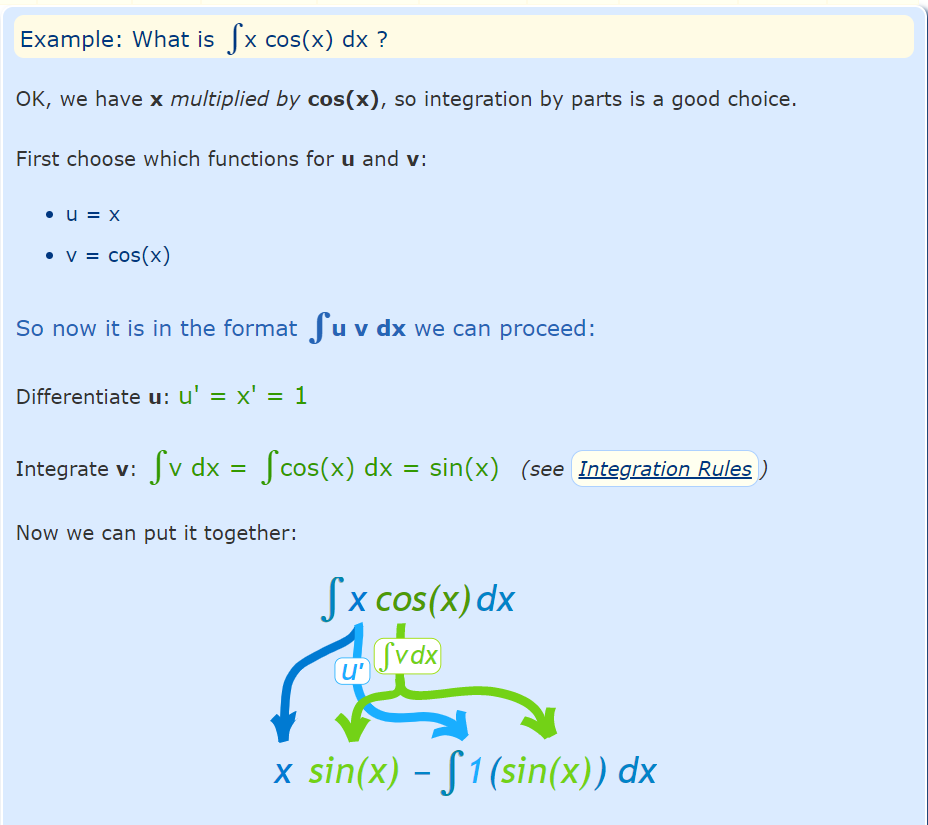 Example: What is ∫x cos(x) dx ?
OK, we have x multiplied by cos(x), so integration by parts is a good choice.
First choose which functions for u and v:
• u = x
• v = cos(x)
So now it is in the format ∫u v dx we can proceed:
Differentiate u: u' = x' = 1
Integrate v: ∫v dx = ∫cos(x) dx = sin(x) (see Integration Rules)
Now we can put it together:
∫x cos(x) dx
u' ∫v dx
x sin(x) − ∫1(sin(x)) dx